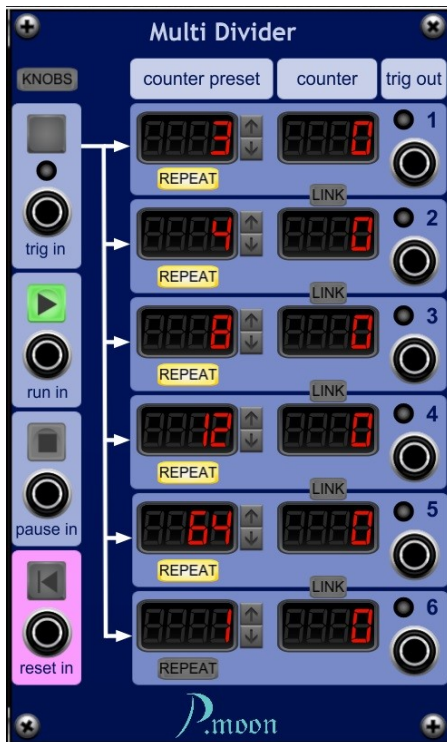 Multi Divider
KNOBS
counter preset
counter
trig out
trig in
run in
pause in
reset in
3
0
1
REPEAT
LINK
4
0
2
REPEAT
LINK
8
0
3
REPEAT
LINK
12
0
4
REPEAT
LINK
64
0
5
REPEAT
LINK
1
0
6
REPEAT
P.moon